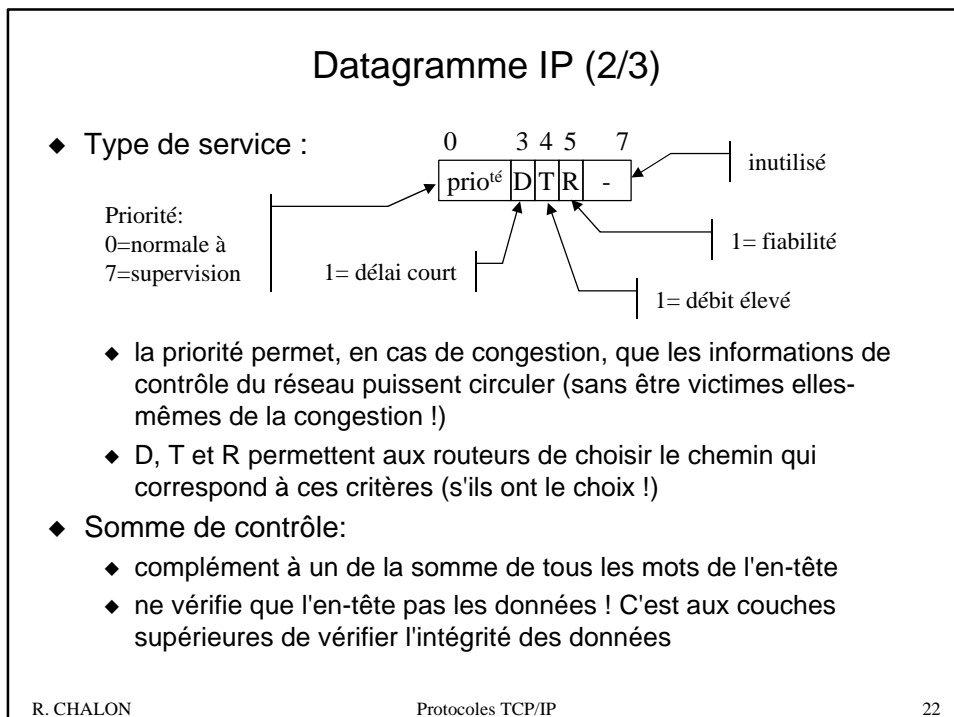 Datagramme IP (2/3)
◆ Type de service :
0 3 4 5 7
prioté D T R -
inutilisé
Priorité:
0=normale à
7=supervision
1= délai court
1= fiabilité
1= débit élevé
◆ la priorité permet, en cas de congestion, que les informations de
contrôle du réseau puissent circuler (sans être victimes elles-
mêmes de la congestion !)
◆ D, T et R permettent aux routeurs de choisir le chemin qui
correspond à ces critères (s'ils ont le choix !)
◆ Somme de contrôle:
◆ complément à un de la somme de tous les mots de l'en-tête
◆ ne vérifie que l'en-tête pas les données ! C'est aux couches
supérieures de vérifier l'intégrité des données
R. CHALON Protocoles TCP/IP 22